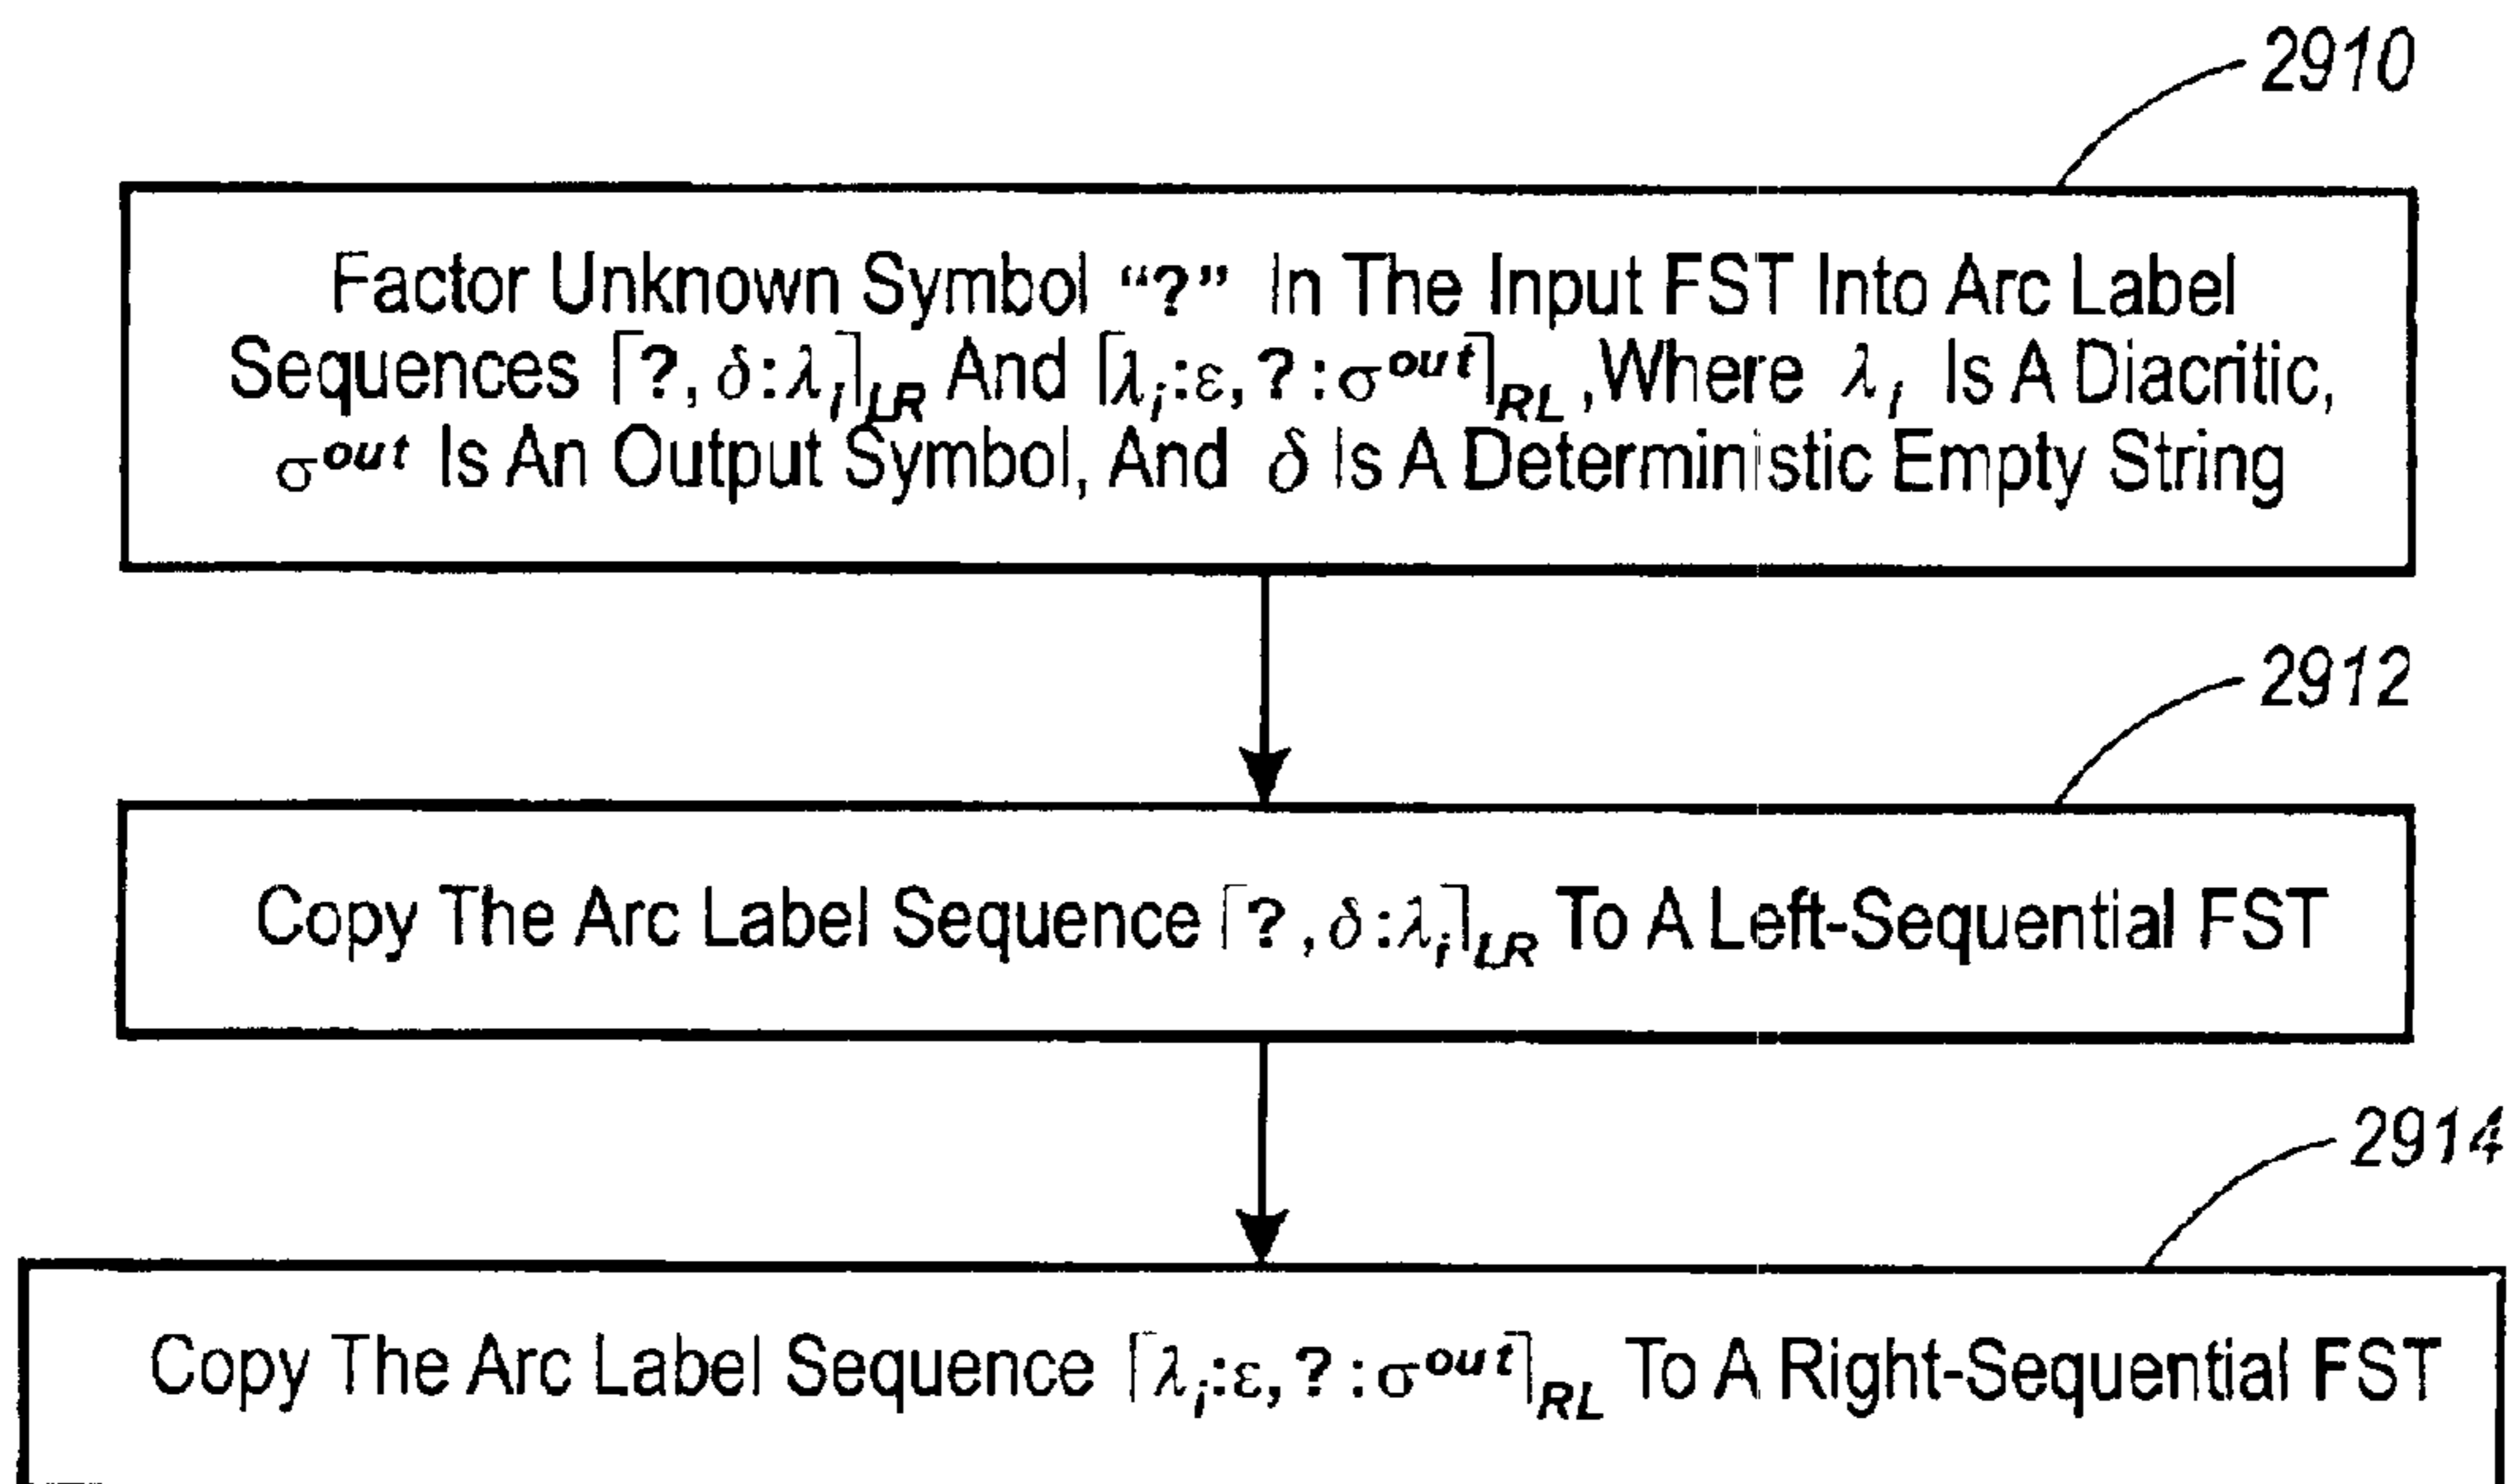 2910
Factor Unknown Symbol “?” In The Input FST Into Arc Label
Sequences ⌈?, δ:λᵢ⌉LR And ⌈λᵢ:ε, ?:σᵒᵘᵗ⌉RL, Where λᵢ Is A Diacritic,
σᵒᵘᵗ Is An Output Symbol, And δ Is A Deterministic Empty String
2912
Copy The Arc Label Sequence ⌈?, δ:λᵢ⌉LR To A Left-Sequential FST
2914
Copy The Arc Label Sequence ⌈λᵢ:ε, ?:σᵒᵘᵗ⌉RL To A Right-Sequential FST